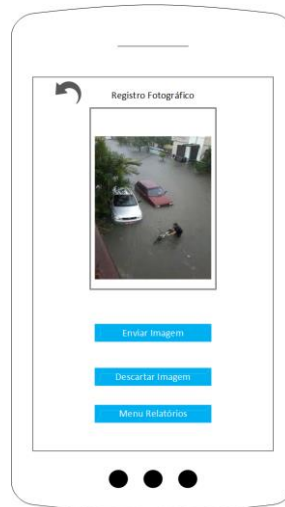 Registro Fotográfico
Enviar Imagem
Descartar Imagem
Menu Relatórios